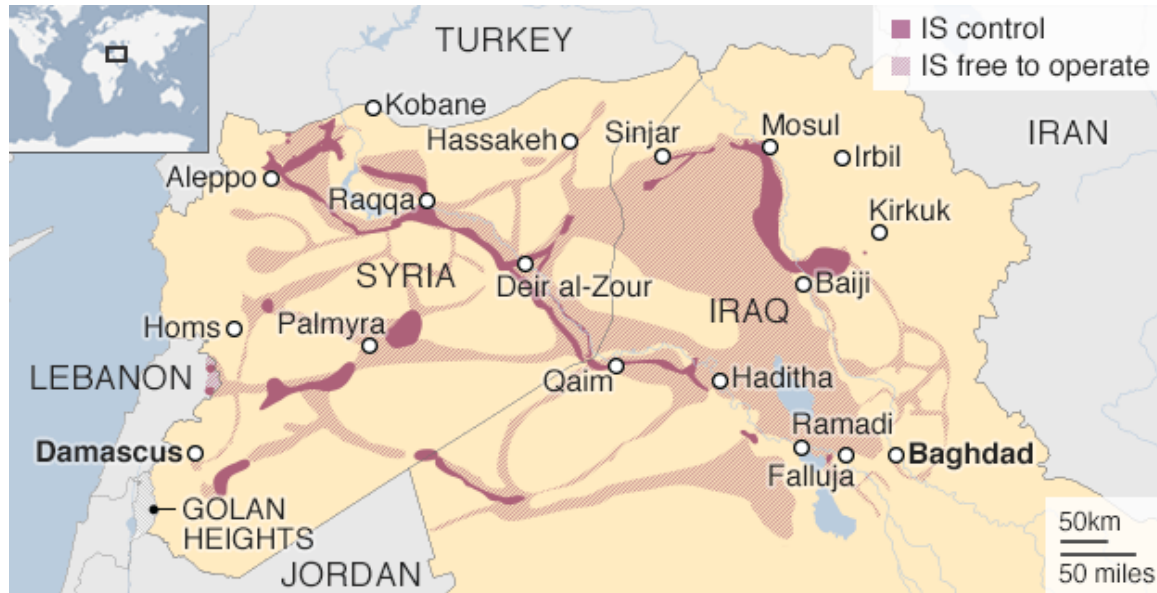 TURKEY
IS control
IS free to operate
Kobane
Hassakeh
Sinjar
Mosul
Irbil
IRAN
Aleppo
Raqqa
Kirkuk
SYRIA
Deir al-Zour
Baiji
IRAQ
Homs
Palmyra
LEBANON
Qaim
Haditha
Ramadi
Damascus
Baghdad
Falluja
GOLAN
HEIGHTS
JORDAN
50km
50 miles